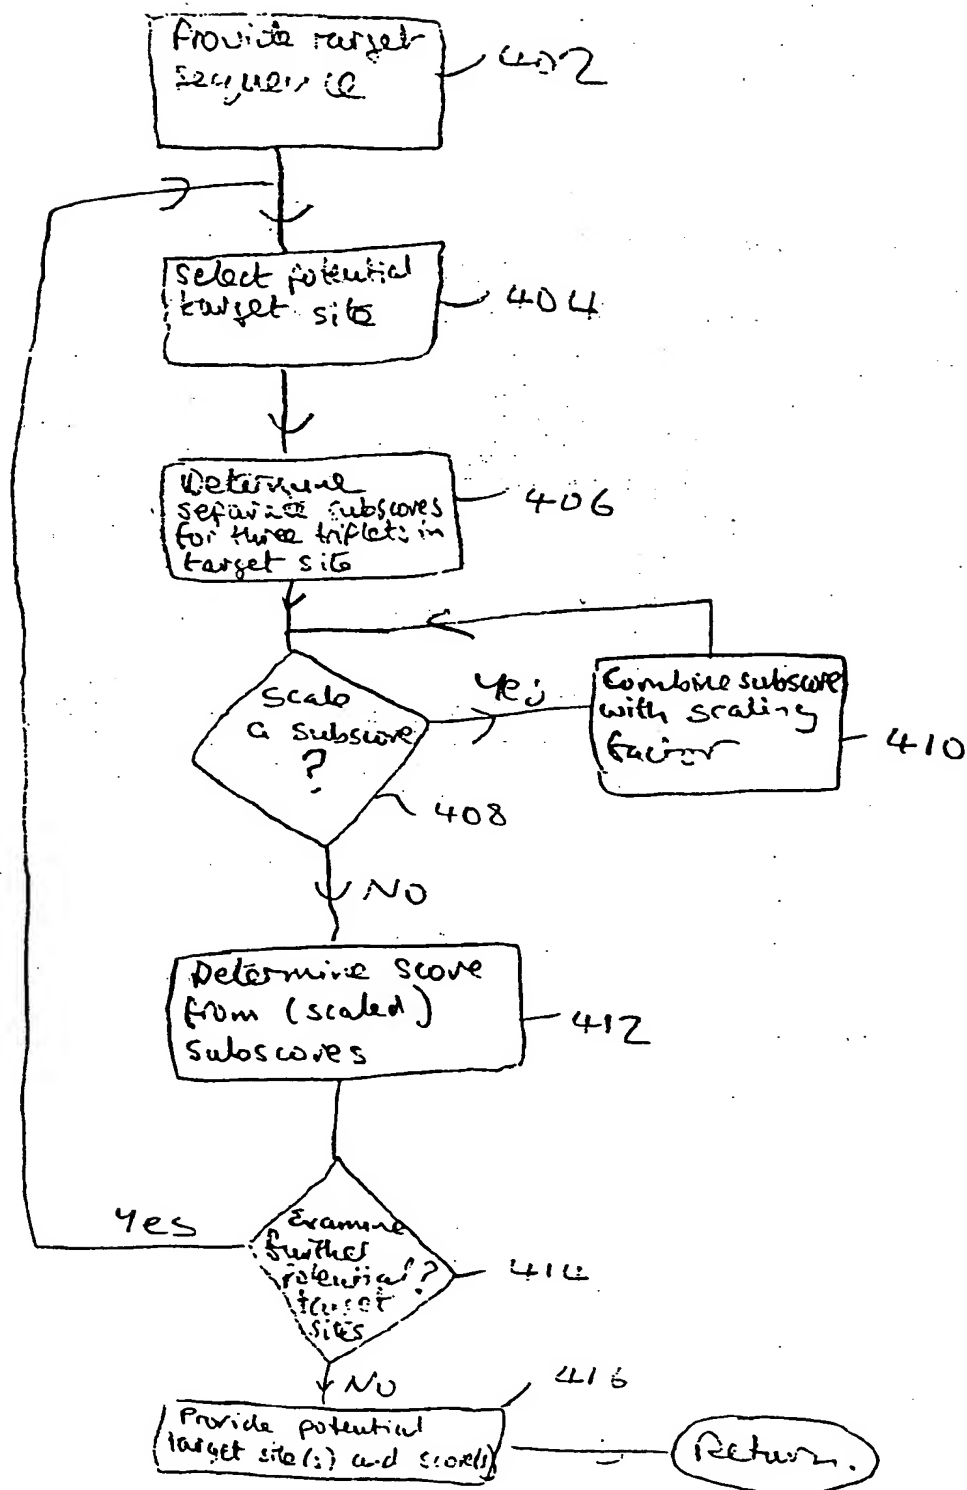 Provide target
sequence
402
Select potential
target site
404
Determine
separate subscores
for three triplets in
target site
406
Scale
a subscore
?
408
Yes
Combine subscore
with scaling
factor
410
NO
Determine score
from (scaled)
subscores
412
Yes
Examine
further
potential ?
target
sites
414
NO
416
Provide potential
target site(s) and score(s)
Return.